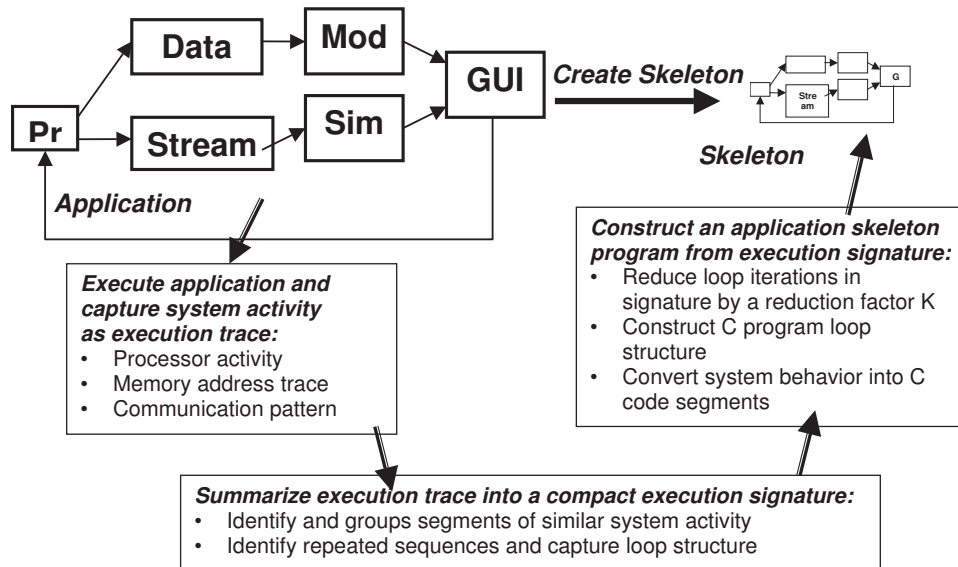 Data
Mod
GUI
Pr
Stream
Sim
Application
Create Skeleton
Stre
am
G
Skeleton
Execute application and
capture system activity
as execution trace:
• Processor activity
• Memory address trace
• Communication pattern
Summarize execution trace into a compact execution signature:
• Identify and groups segments of similar system activity
• Identify repeated sequences and capture loop structure
Construct an application skeleton
program from execution signature:
• Reduce loop iterations in
signature by a reduction factor K
• Construct C program loop
structure
• Convert system behavior into C
code segments